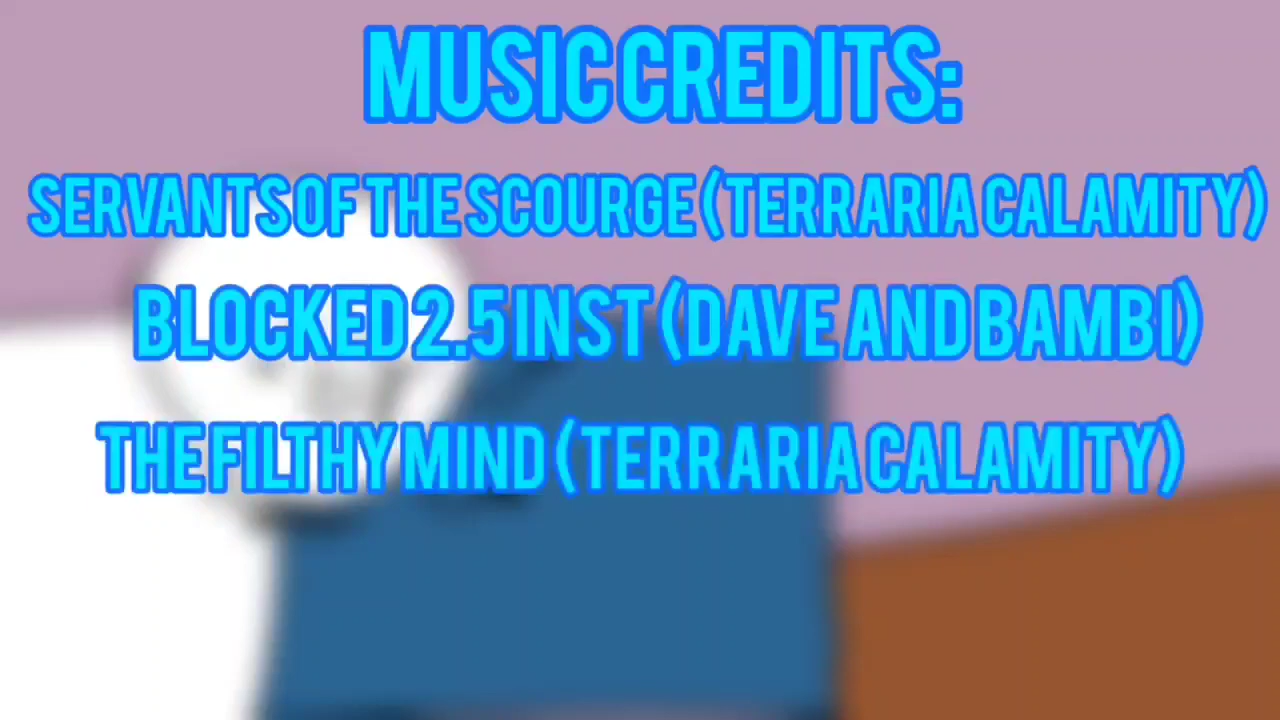 MUSIC CREDITS:
SERVANTS OF THE SCOURGE (TERRARIA CALAMITY)
BLOCKED 2.5 INST (DAVE AND BAMBI)
THE FILTHY MIND (TERRARIA CALAMITY)